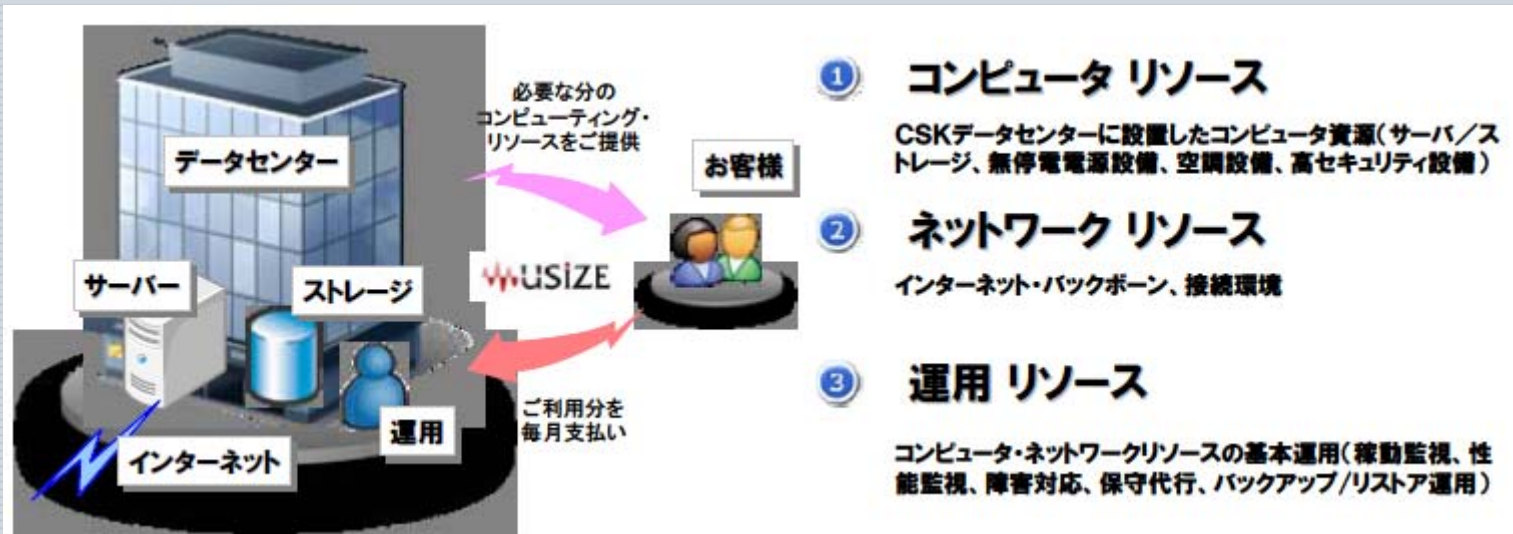 必要な分の
コンピューティング・
リソースをご提供
データセンター
お客様
サーバー
ストレージ
USiZE
運用
インターネット
ご利用分を
毎月支払い
1 コンピュータ リソース
CSKデータセンターに設置したコンピュータ資源(サーバ/ス
トレージ、無停電電源設備、空調設備、高セキュリティ設備)
2 ネットワーク リソース
インターネット・バックボーン、接続環境
3 運用 リソース
コンピュータ・ネットワークリソースの基本運用(稼動監視、性
能監視、障害対応、保守代行、バックアップ/リストア運用)